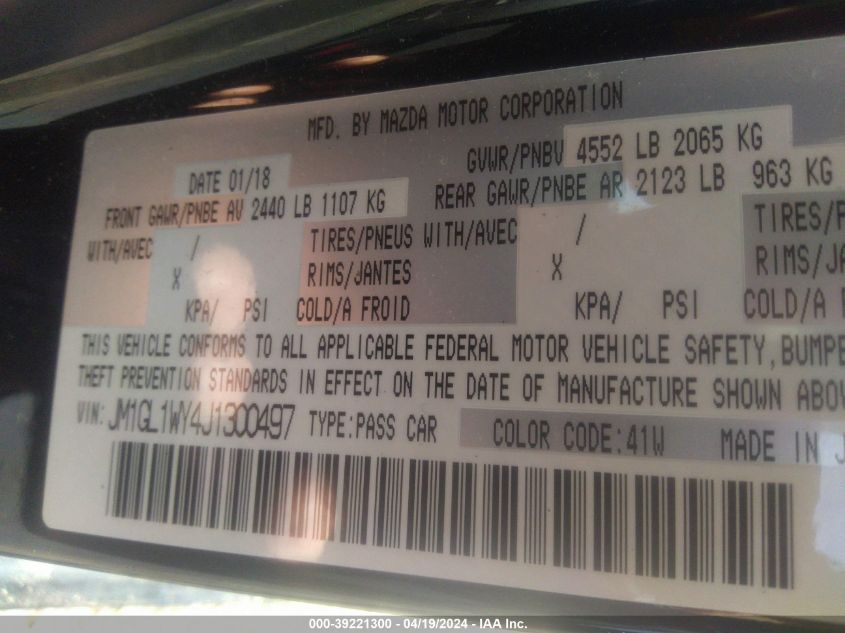 MFD. BY MAZDA MOTOR CORPORATION
DATE 01/18 GVWR/PNBV 4552 LB 2065 KG
FRONT GAWR/PNBE AV 2440 LB 1107 KG REAR GAWR/PNBE AR 2123 LB 963 KG
WITH/AVEC / TIRES/PNEUS WITH/AVEC / TIRES/P
X RIMS/JANTES X RIMS/JA
KPA/ PSI COLD/A FROID KPA/ PSI COLD/A F
THIS VEHICLE CONFORMS TO ALL APPLICABLE FEDERAL MOTOR VEHICLE SAFETY, BUMPE
THEFT PREVENTION STANDARDS IN EFFECT ON THE DATE OF MANUFACTURE SHOWN ABOV
VIN: JM1GL1WY4J1300497 TYPE:PASS CAR COLOR CODE:41W MADE IN J
000-39221300 - 04/19/2024 - IAA Inc.